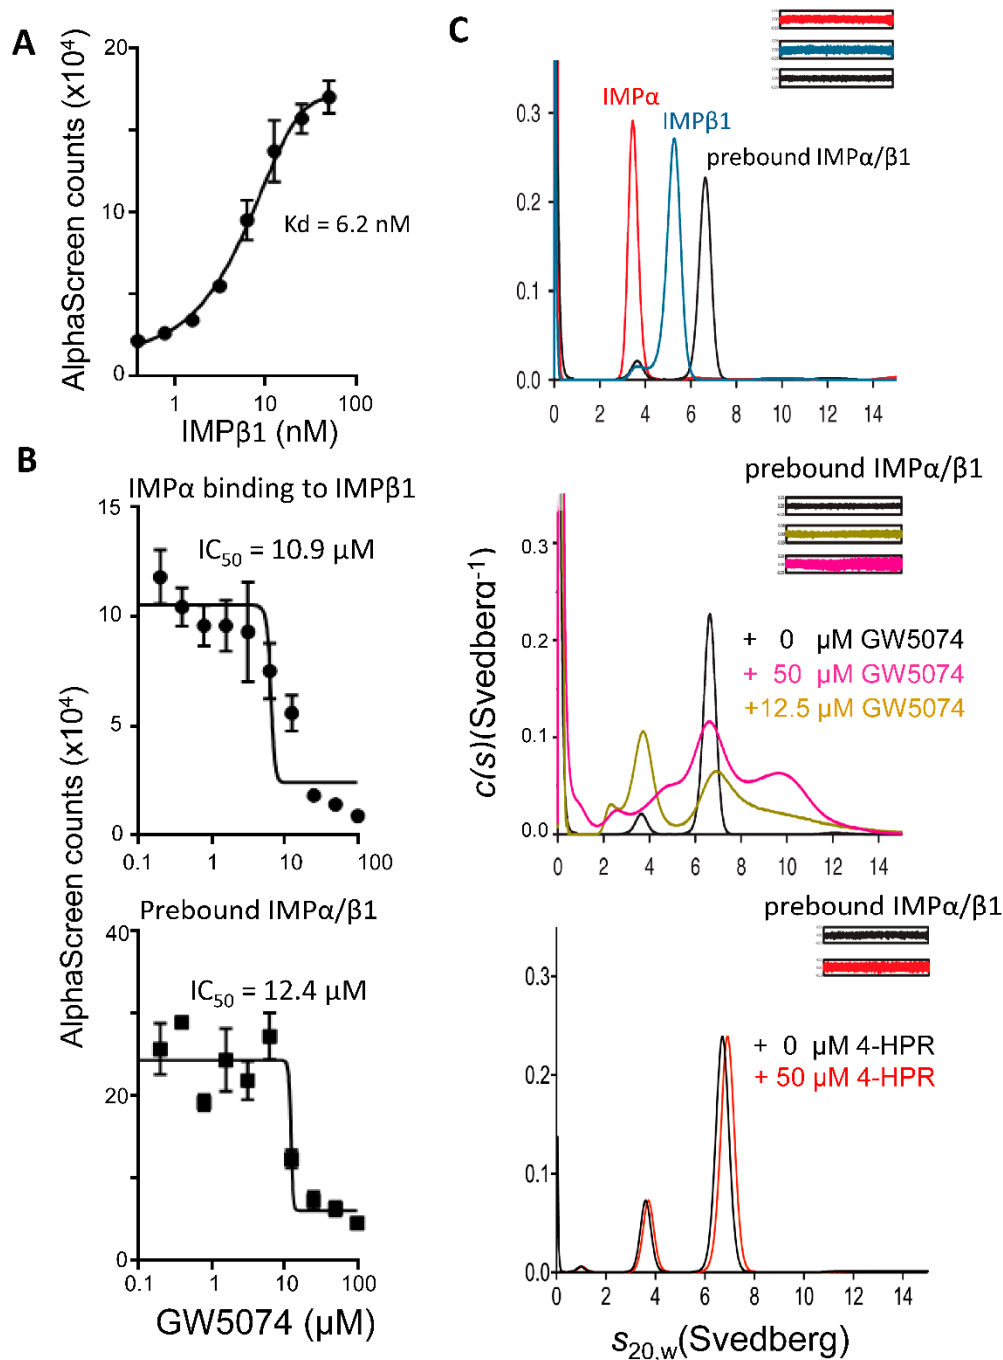 A
AlphaScreen counts (x10⁴)
20
10
0
Kd = 6.2 nM
1
10
100
IMPβ1 (nM)
B
IMPα binding to IMPβ1
15
10
5
0
IC₅₀ = 10.9 µM
0.1
1
10
100
Prebound IMPα/β1
AlphaScreen counts (x10⁴)
40
20
0
IC₅₀ = 12.4 µM
0.1
1
10
100
GW5074 (µM)
C
0.3
0.2
0.1
0.0
IMPα
IMPβ1
prebound IMPα/β1
0 2 4 6 8 10 12 14
prebound IMPα/β1
c(s)(Svedberg⁻¹)
0.3
0.2
0.1
0.0
+ 0 µM GW5074
+ 50 µM GW5074
+12.5 µM GW5074
0 2 4 6 8 10 12 14
prebound IMPα/β1
0.3
0.2
0.1
0.0
+ 0 µM 4-HPR
+ 50 µM 4-HPR
0 2 4 6 8 10 12 14
s20,w(Svedberg)